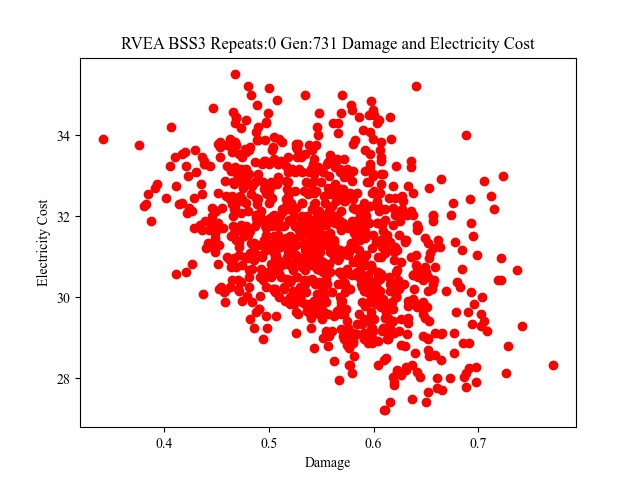 RVEA BSS3 Repeats:0 Gen:731 Damage and Electricity Cost
34
32
30
28
Electricity Cost
0.4 0.5 0.6 0.7
Damage